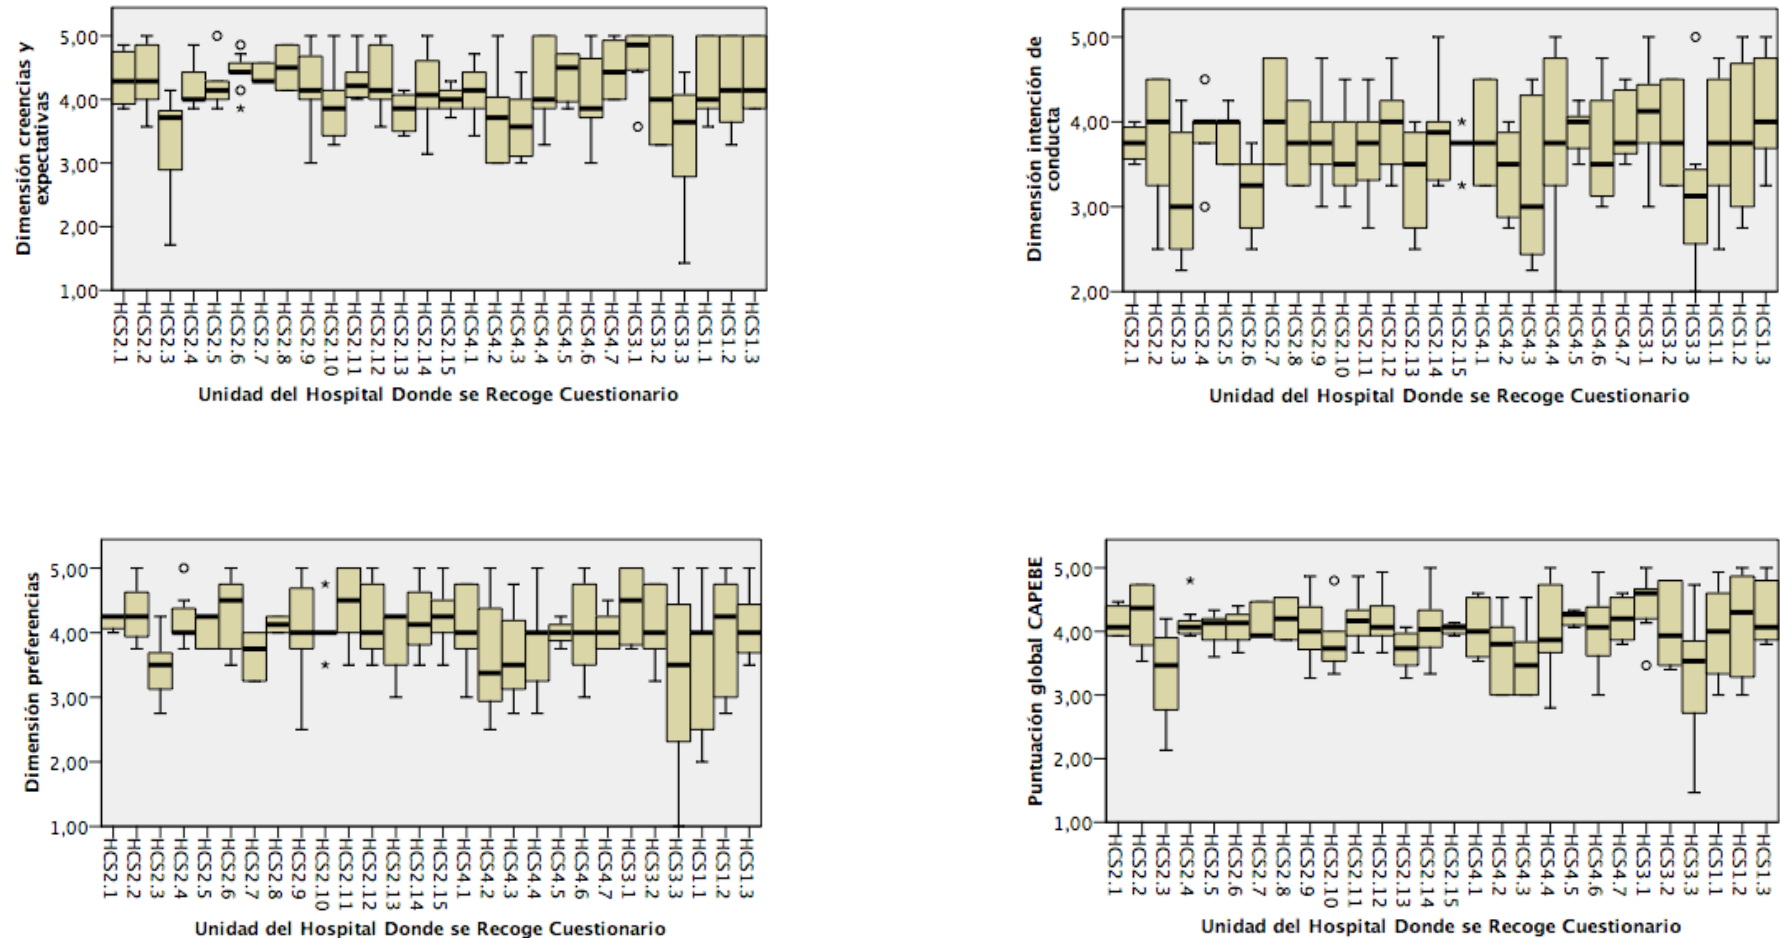 Dimensión creencias y
expectativas
5,00
4,00
3,00
2,00
1,00
HCS2.1
HCS2.2
HCS2.3
HCS2.4
HCS2.5
HCS2.6
HCS2.7
HCS2.8
HCS2.9
HCS2.10
HCS2.11
HCS2.12
HCS2.13
HCS2.14
HCS2.15
HCS4.1
HCS4.2
HCS4.3
HCS4.4
HCS4.5
HCS4.6
HCS4.7
HCS3.1
HCS3.2
HCS3.3
HCS1.1
HCS1.2
HCS1.3
Unidad del Hospital Donde se Recoge Cuestionario
Dimensión intención de
conducta
5,00
4,00
3,00
2,00
HCS2.1
HCS2.2
HCS2.3
HCS2.4
HCS2.5
HCS2.6
HCS2.7
HCS2.8
HCS2.9
HCS2.10
HCS2.11
HCS2.12
HCS2.13
HCS2.14
HCS2.15
HCS4.1
HCS4.2
HCS4.3
HCS4.4
HCS4.5
HCS4.6
HCS4.7
HCS3.1
HCS3.2
HCS3.3
HCS1.1
HCS1.2
HCS1.3
Unidad del Hospital Donde se Recoge Cuestionario
Dimensión preferencias
5,00
4,00
3,00
2,00
1,00
HCS2.1
HCS2.2
HCS2.3
HCS2.4
HCS2.5
HCS2.6
HCS2.7
HCS2.8
HCS2.9
HCS2.10
HCS2.11
HCS2.12
HCS2.13
HCS2.14
HCS2.15
HCS4.1
HCS4.2
HCS4.3
HCS4.4
HCS4.5
HCS4.6
HCS4.7
HCS3.1
HCS3.2
HCS3.3
HCS1.1
HCS1.2
HCS1.3
Unidad del Hospital Donde se Recoge Cuestionario
Puntuación global CAPEBE
5,00
4,00
3,00
2,00
1,00
HCS2.1
HCS2.2
HCS2.3
HCS2.4
HCS2.5
HCS2.6
HCS2.7
HCS2.8
HCS2.9
HCS2.10
HCS2.11
HCS2.12
HCS2.13
HCS2.14
HCS2.15
HCS4.1
HCS4.2
HCS4.3
HCS4.4
HCS4.5
HCS4.6
HCS4.7
HCS3.1
HCS3.2
HCS3.3
HCS1.1
HCS1.2
HCS1.3
Unidad del Hospital Donde se Recoge Cuestionario